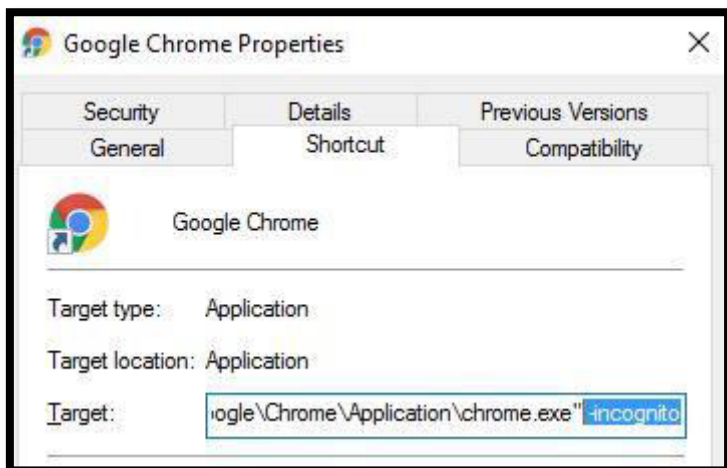 Google Chrome Properties
Security Details Previous Versions
General Shortcut Compatibility
Google Chrome
Target type: Application
Target location: Application
Target: ogle\Chrome\Application\chrome.exe" -incognito